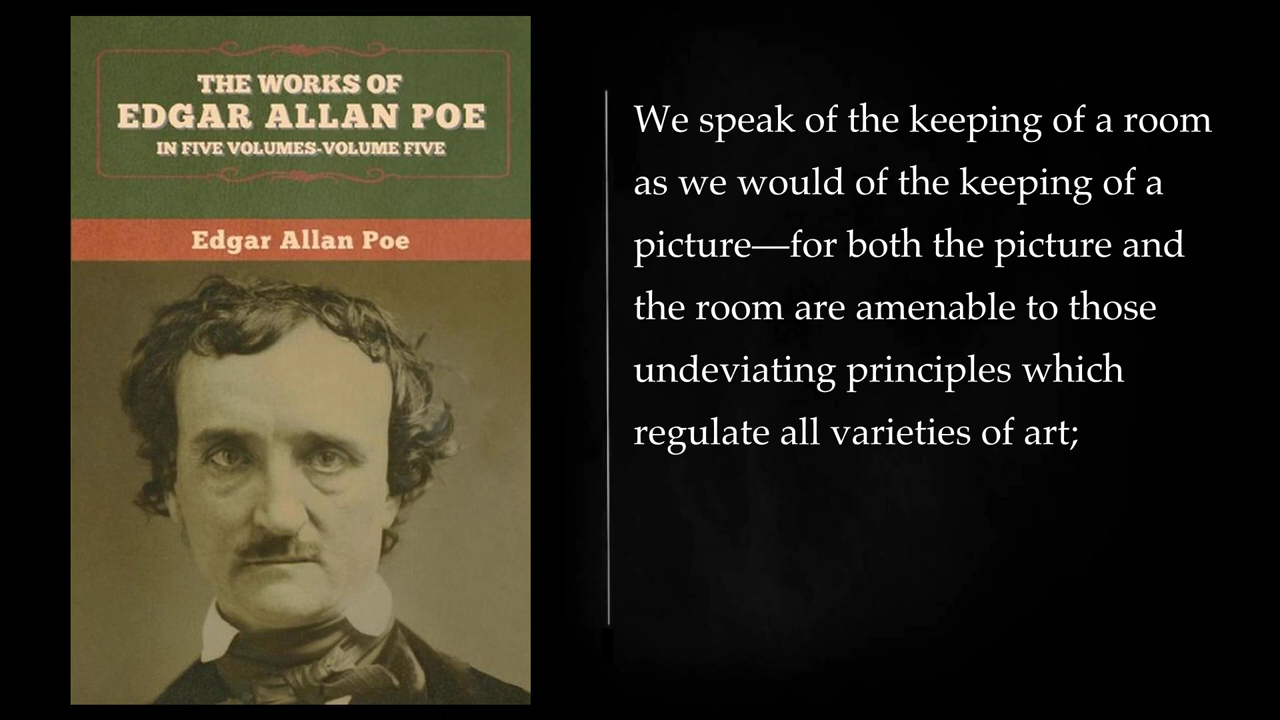 THE WORKS OF
EDGAR ALLAN POE
IN FIVE VOLUMES-VOLUME FIVE
Edgar Allan Poe
We speak of the keeping of a room
as we would of the keeping of a
picture—for both the picture and
the room are amenable to those
undeviating principles which
regulate all varieties of art;